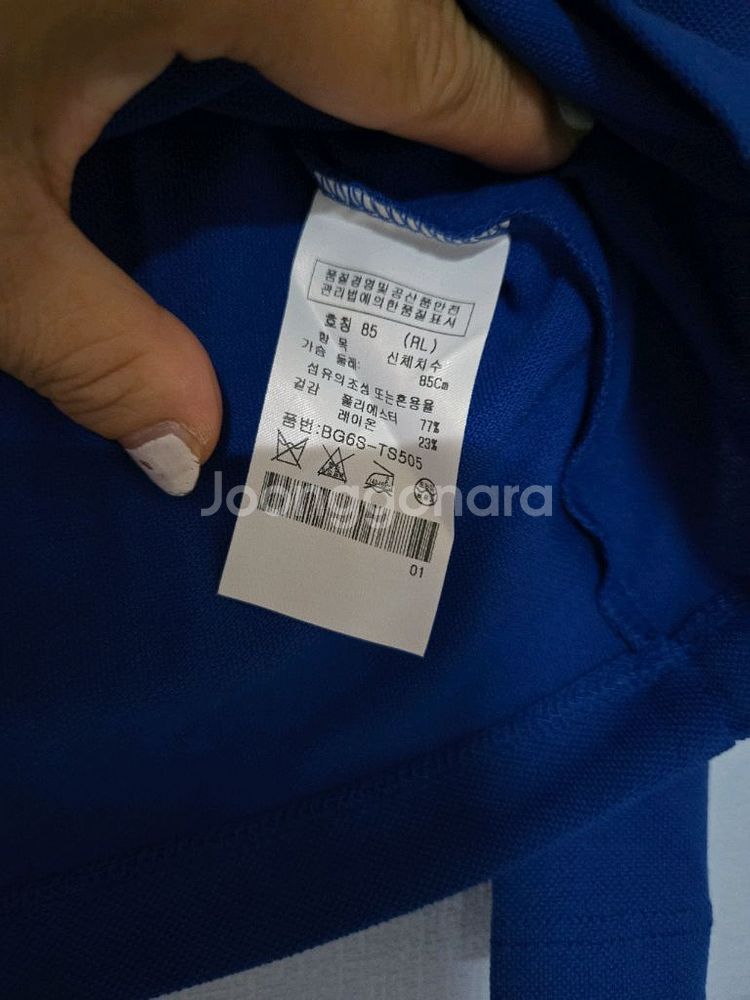 품질경영및공산품안전
관리법에의한품질표시
호칭 85 (RL)
항 목 신체치수
가슴 둘레: 85Cm
섬유의조성 또는혼용율
겉감 폴리에스터 77%
레이온 23%
품번:BG6S-TS505
Joonggonara
01